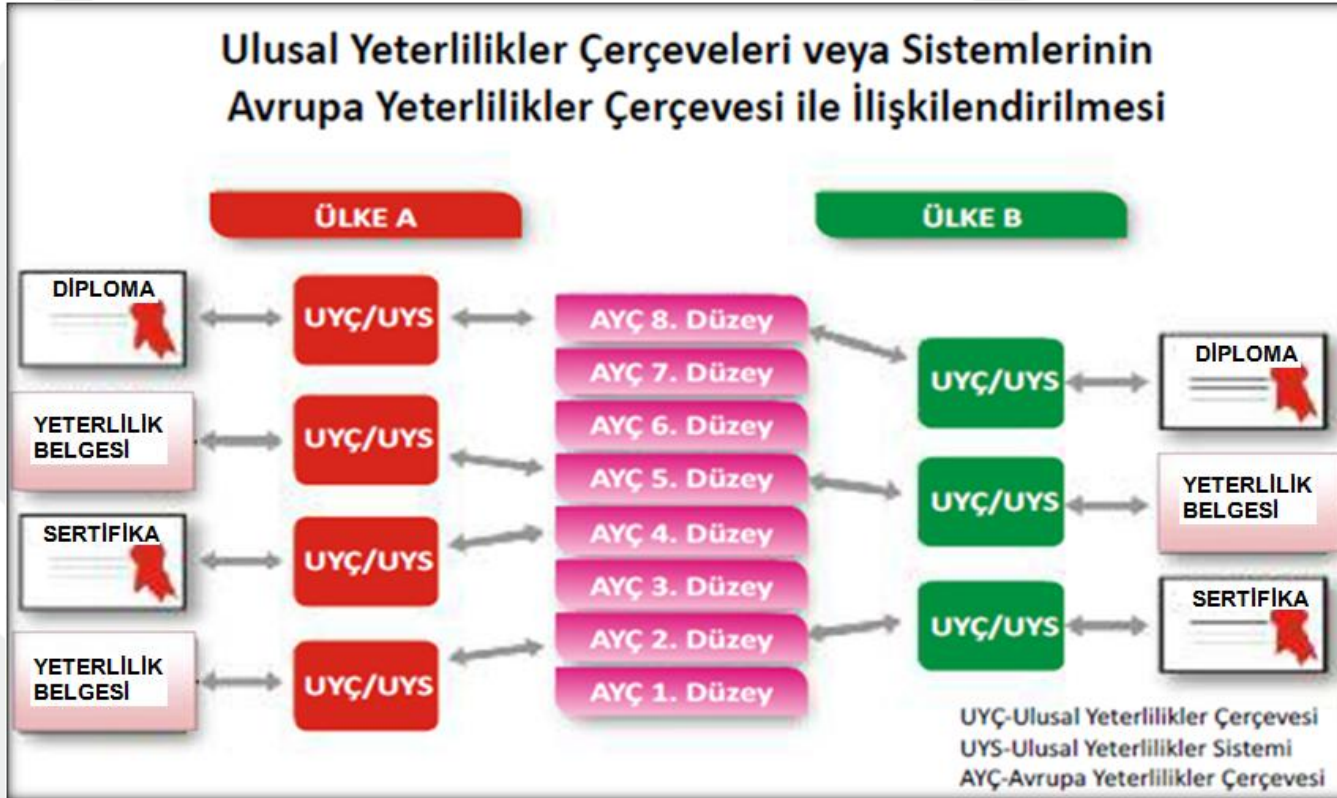 Ulusal Yeterlilikler Çerçeveleri veya Sistemlerinin
Avrupa Yeterlilikler Çerçevesi ile İlişkilendirilmesi
ÜLKE A
ÜLKE B
DİPLOMA
UYÇ/UYS
YETERLİLİK
BELGESİ
UYÇ/UYS
SERTİFİKA
UYÇ/UYS
YETERLİLİK
BELGESİ
UYÇ/UYS
AYÇ 8. Düzey
AYÇ 7. Düzey
AYÇ 6. Düzey
AYÇ 5. Düzey
AYÇ 4. Düzey
AYÇ 3. Düzey
AYÇ 2. Düzey
AYÇ 1. Düzey
UYÇ/UYS
DİPLOMA
UYÇ/UYS
YETERLİLİK
BELGESİ
UYÇ/UYS
SERTİFİKA
UYÇ-Ulusal Yeterlilikler Çerçevesi
UYS-Ulusal Yeterlilikler Sistemi
AYÇ-Avrupa Yeterlilikler Çerçevesi